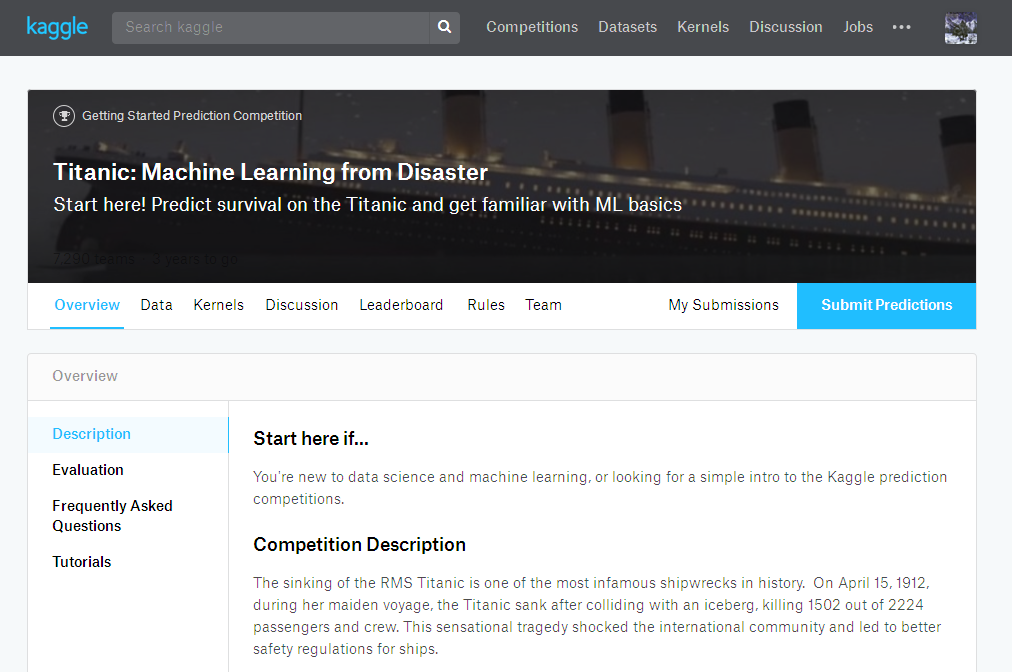 kaggle
Search kaggle
Competitions Datasets Kernels Discussion Jobs
Getting Started Prediction Competition
Titanic: Machine Learning from Disaster
Start here! Predict survival on the Titanic and get familiar with ML basics
7,290 teams · 3 years to go
Overview Data Kernels Discussion Leaderboard Rules Team My Submissions Submit Predictions
Overview
Description
Evaluation
Frequently Asked
Questions
Tutorials
Start here if...
You're new to data science and machine learning, or looking for a simple intro to the Kaggle prediction
competitions.
Competition Description
The sinking of the RMS Titanic is one of the most infamous shipwrecks in history. On April 15, 1912,
during her maiden voyage, the Titanic sank after colliding with an iceberg, killing 1502 out of 2224
passengers and crew. This sensational tragedy shocked the international community and led to better
safety regulations for ships.